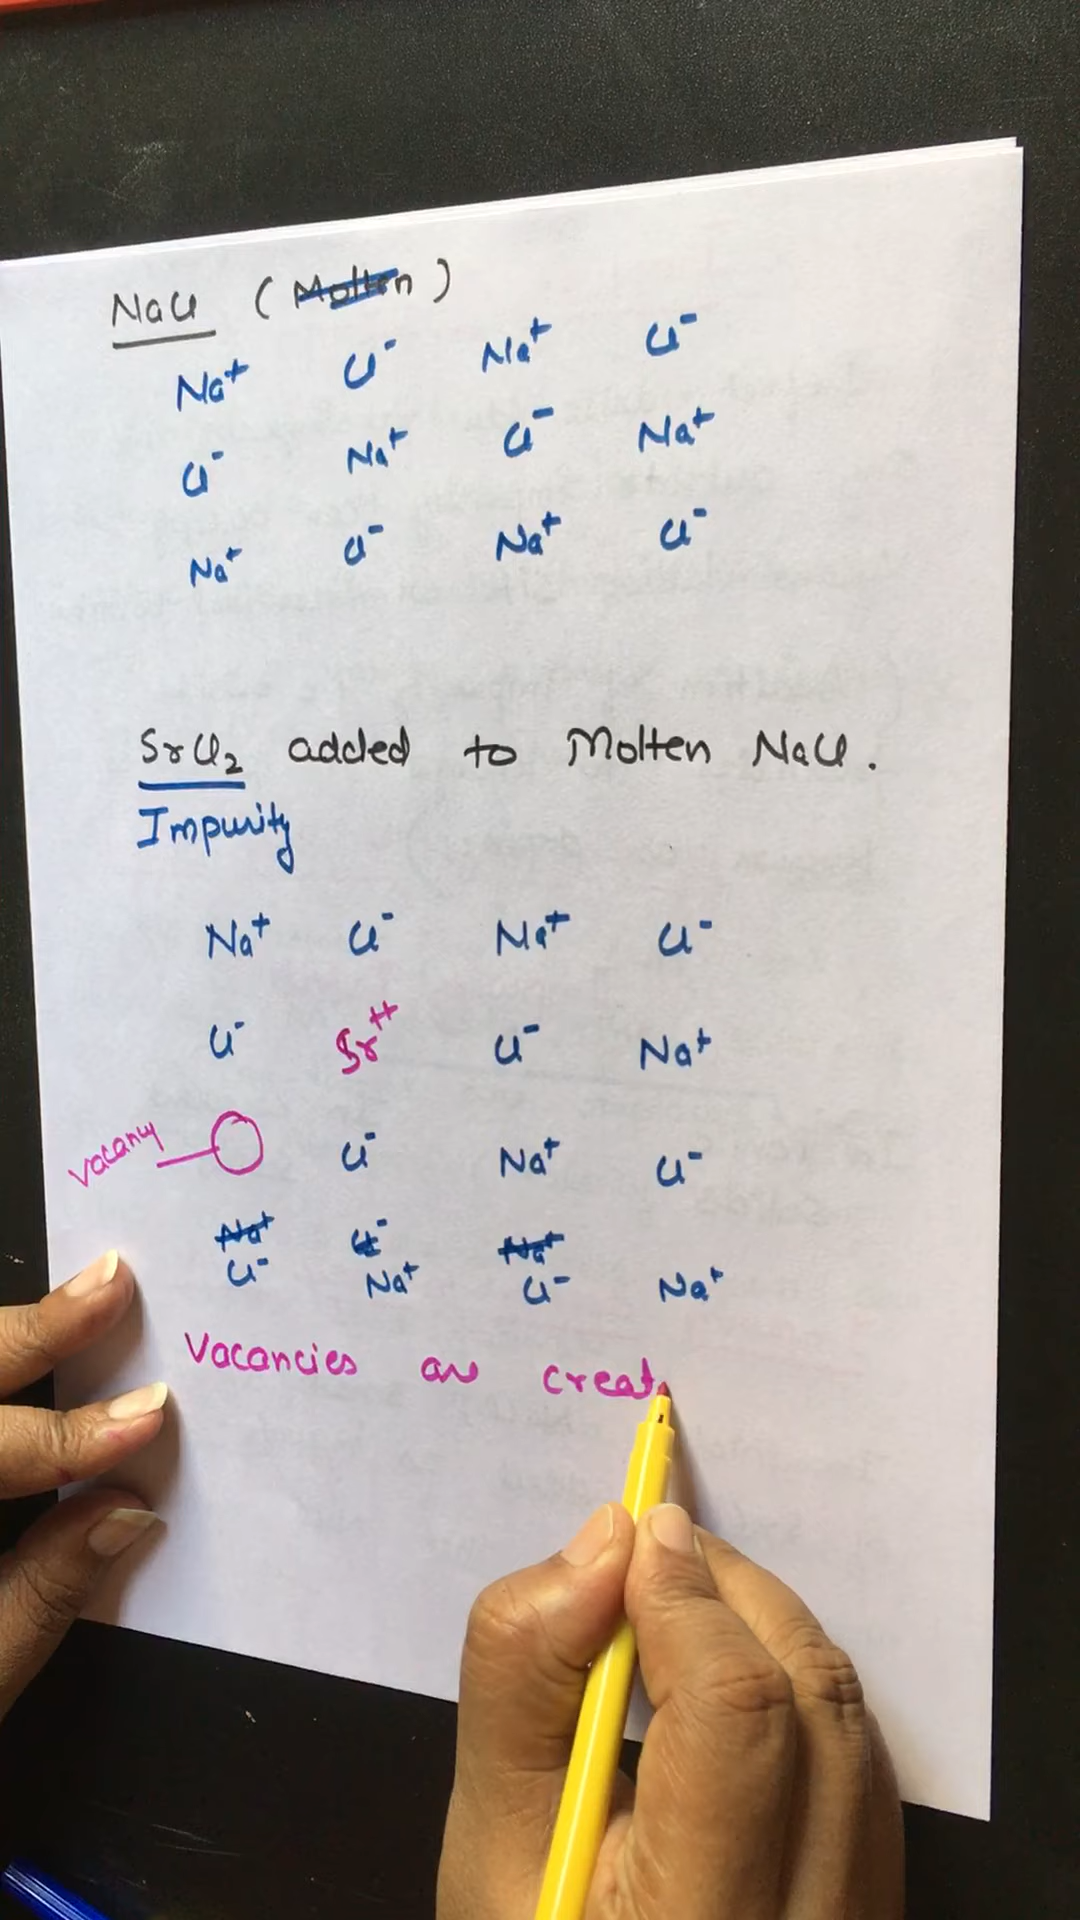 NaCl (Molten)
Na⁺ Cl⁻ Na⁺ Cl⁻
Cl⁻ Na⁺ Cl⁻ Na⁺
Na⁺ Cl⁻ Na⁺ Cl⁻
SrCl₂ added to Molten NaCl.
Impurity
Na⁺ Cl⁻ Na⁺ Cl⁻
Cl⁻ Sr⁺⁺ Cl⁻ Na⁺
Vacancy Cl⁻ Na⁺ Cl⁻
Na⁺ Cl⁻ Na⁺
Cl⁻ Na⁺ Cl⁻ Na⁺
Vacancies are creat